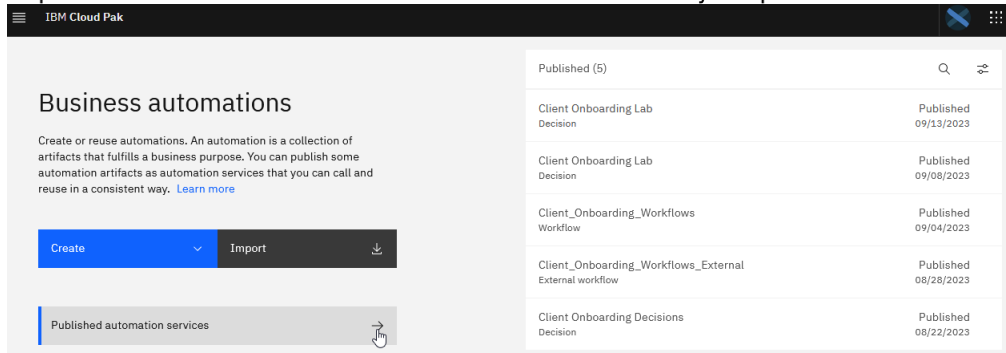 IBM Cloud Pak
Business automations
Create or reuse automations. An automation is a collection of
artifacts that fulfills a business purpose. You can publish some
automation artifacts as automation services that you can call and
reuse in a consistent way. Learn more
Create
Import
Published automation services
Published (5)
Client Onboarding Lab Published
Decision 09/13/2023
Client Onboarding Lab Published
Decision 09/08/2023
Client_Onboarding_Workflows Published
Workflow 09/04/2023
Client_Onboarding_Workflows_External Published
External workflow 08/28/2023
Client Onboarding Decisions Published
Decision 08/22/2023